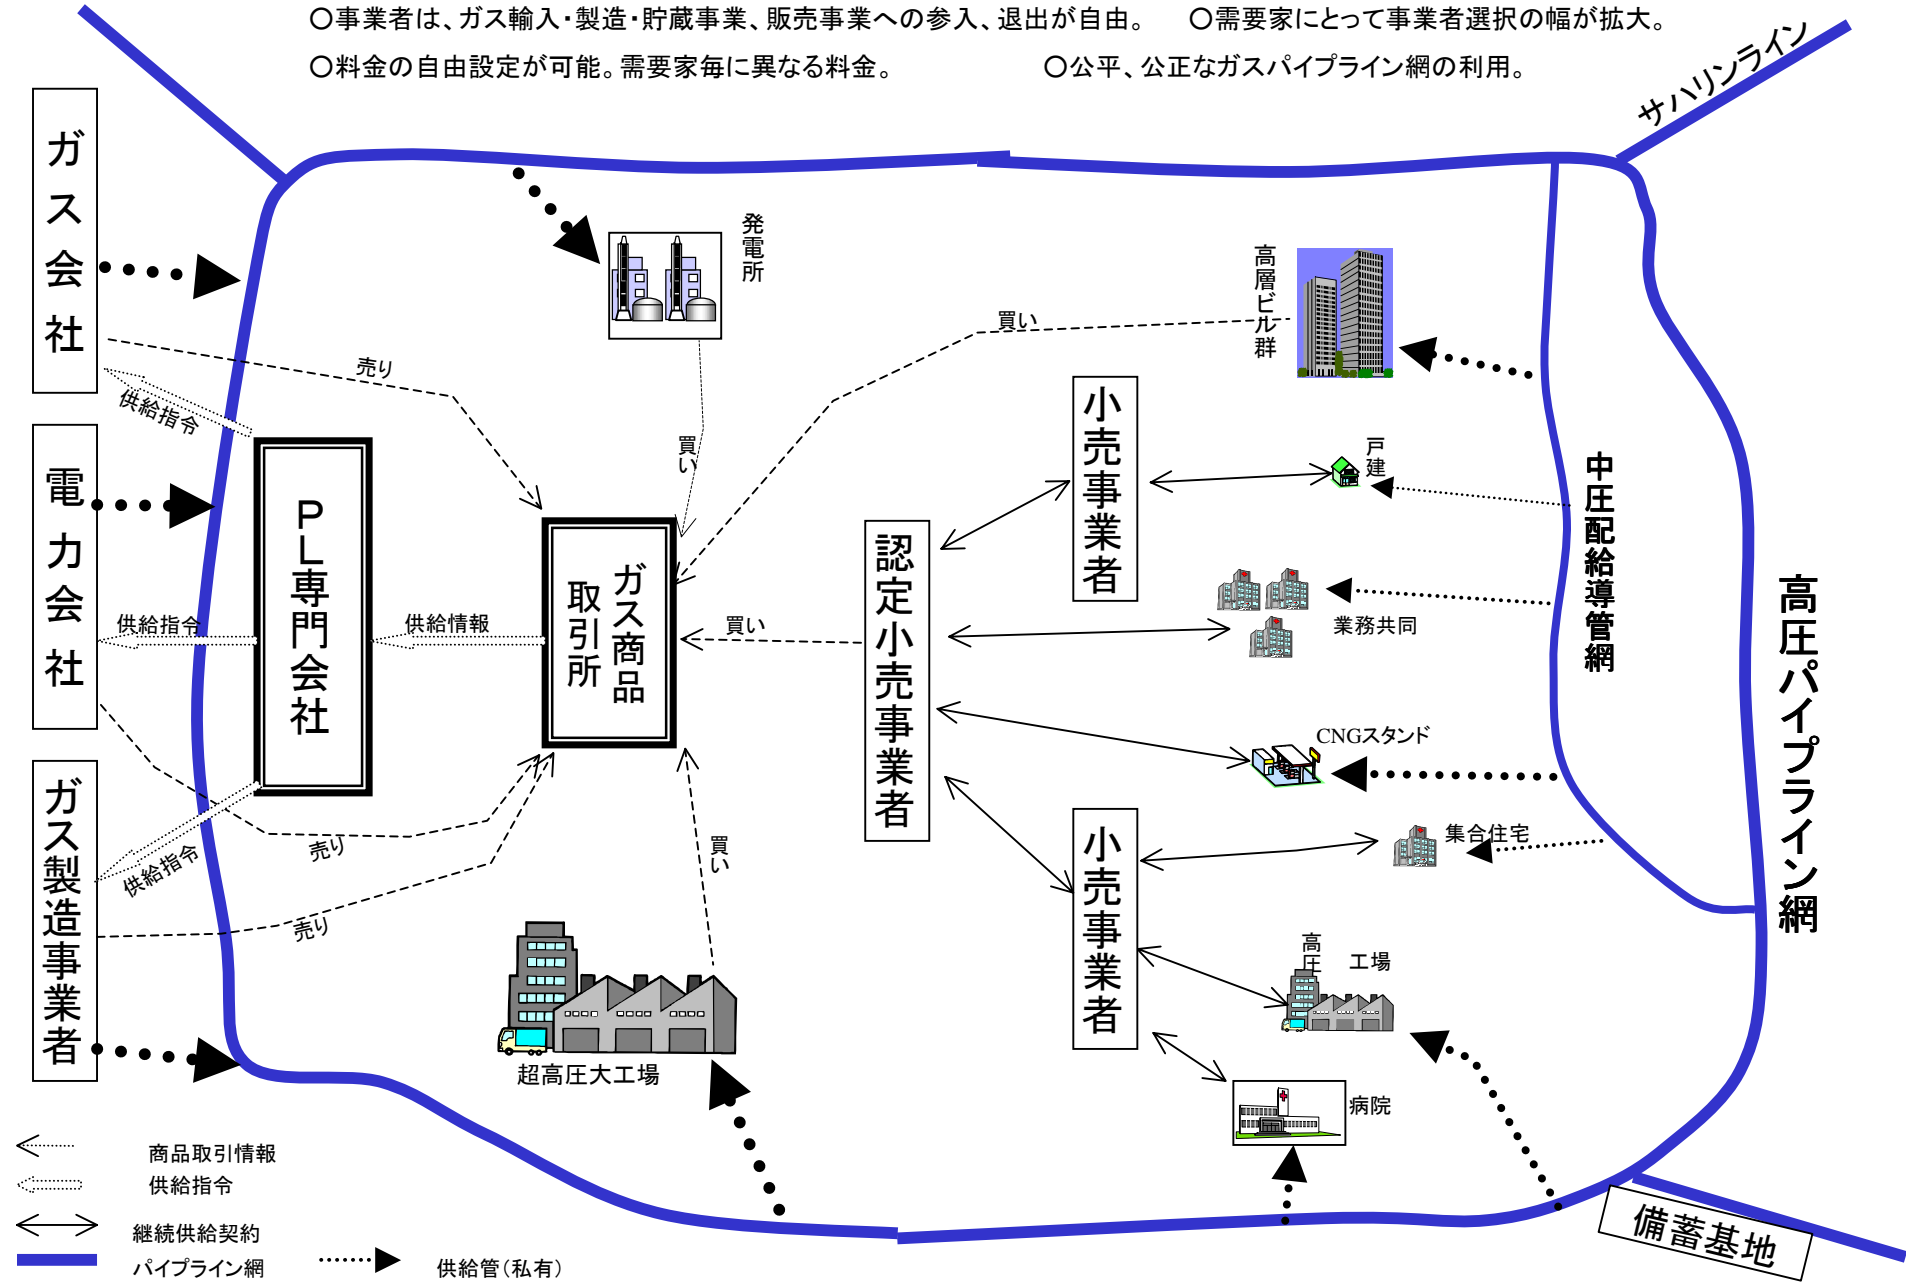 ○事業者は、ガス輸入・製造・貯蔵事業、販売事業への参入、退出が自由。
○需要家にとって事業者選択の幅が拡大。
○料金の自由設定が可能。需要家毎に異なる料金。
○公平、公正なガスパイプライン網の利用。
サハリンライン
ガス会社
発電所
高層ビル群
買い
売り
供給指令
買い
小売事業者
戸建
中圧配給導管網
電力会社
PL専門会社
ガス商品
取引所
認定小売事業者
高圧パイプライン網
供給指令
供給情報
買い
業務共同
CNGスタンド
ガス製造事業者
供給指令
売り
売り
買い
小売事業者
集合住宅
高圧
工場
超高圧大工場
病院
備蓄基地
商品取引情報
供給指令
継続供給契約
パイプライン網
供給管(私有)